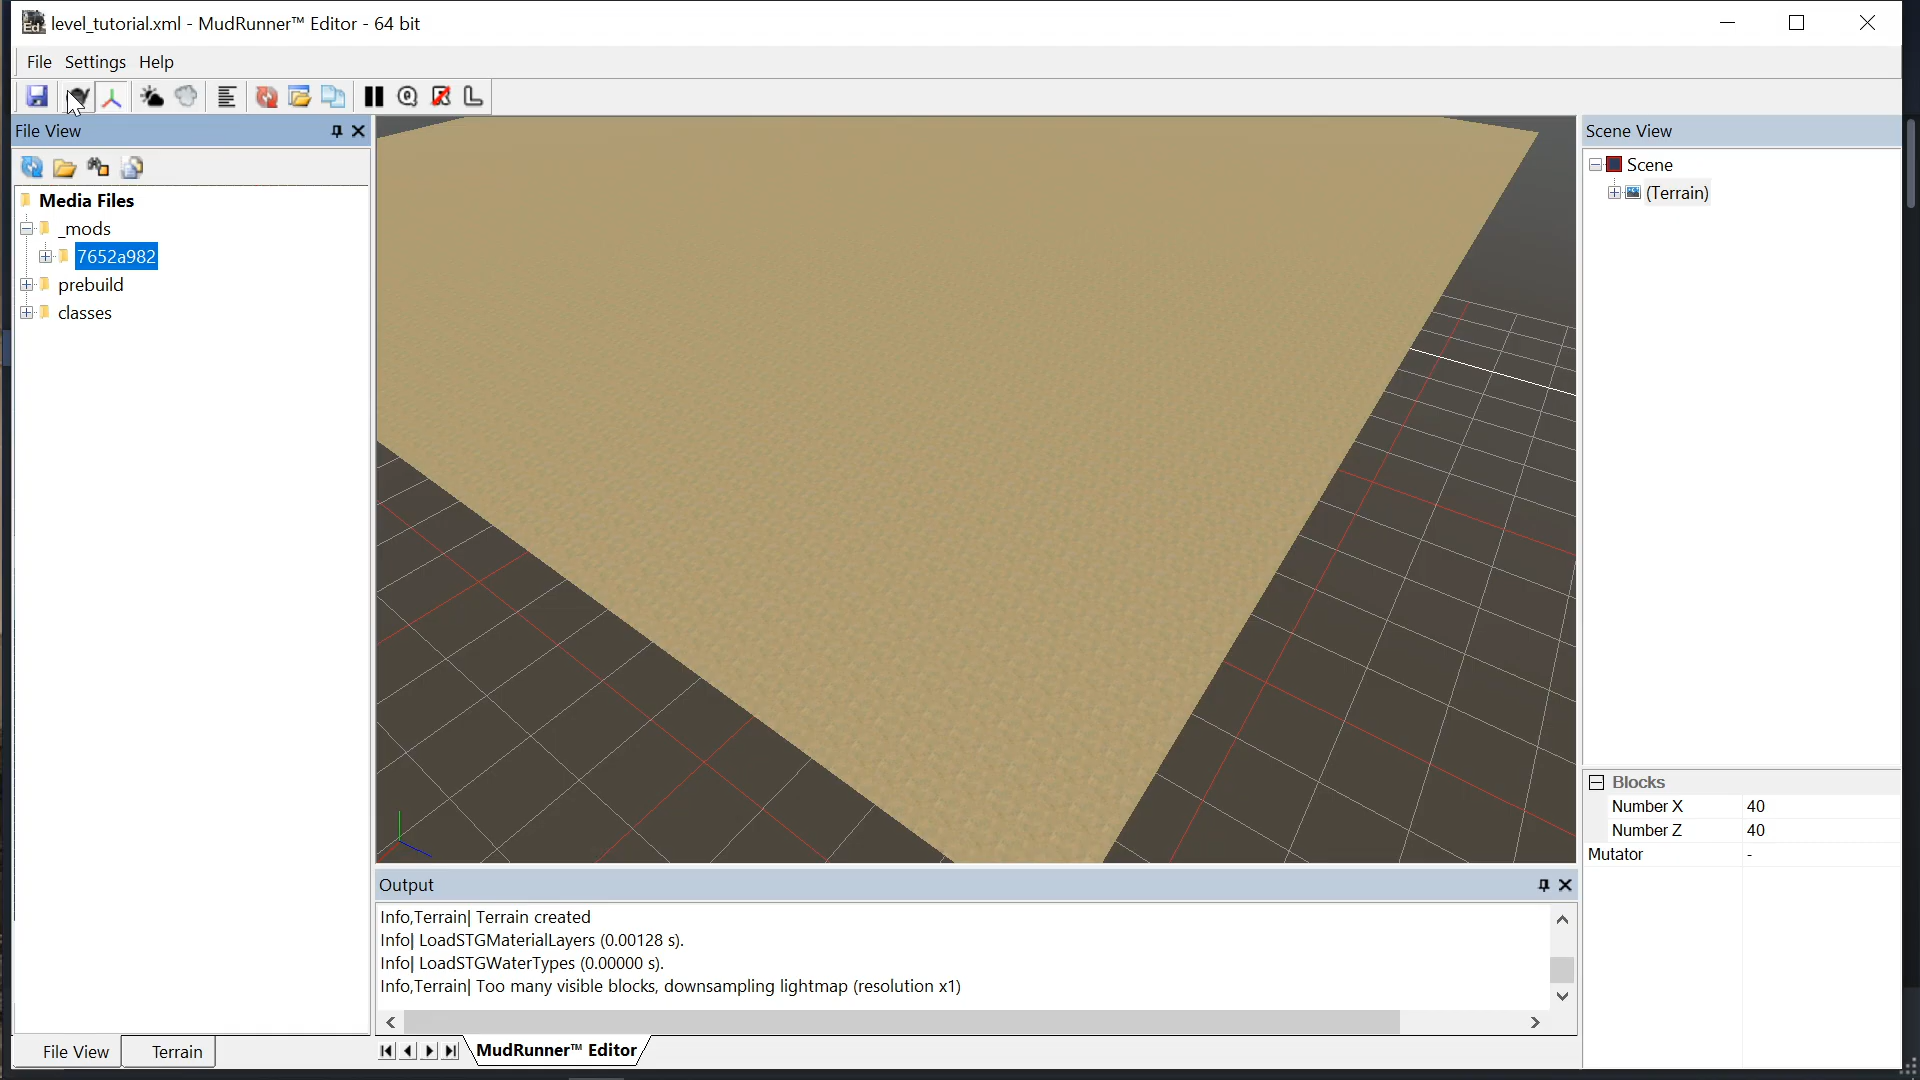 level_tutorial.xml - MudRunner™ Editor - 64 bit
File Settings Help
File View
Media Files
_mods
7652a982
prebuild
classes
Scene View
Scene
(Terrain)
Blocks
Number X 40
Number Z 40
Mutator -
Output
Info,Terrain| Terrain created
Info| LoadSTGMaterialLayers (0.00128 s).
Info| LoadSTGWaterTypes (0.00000 s).
Info,Terrain| Too many visible blocks, downsampling lightmap (resolution x1)
File View Terrain
MudRunner™ Editor